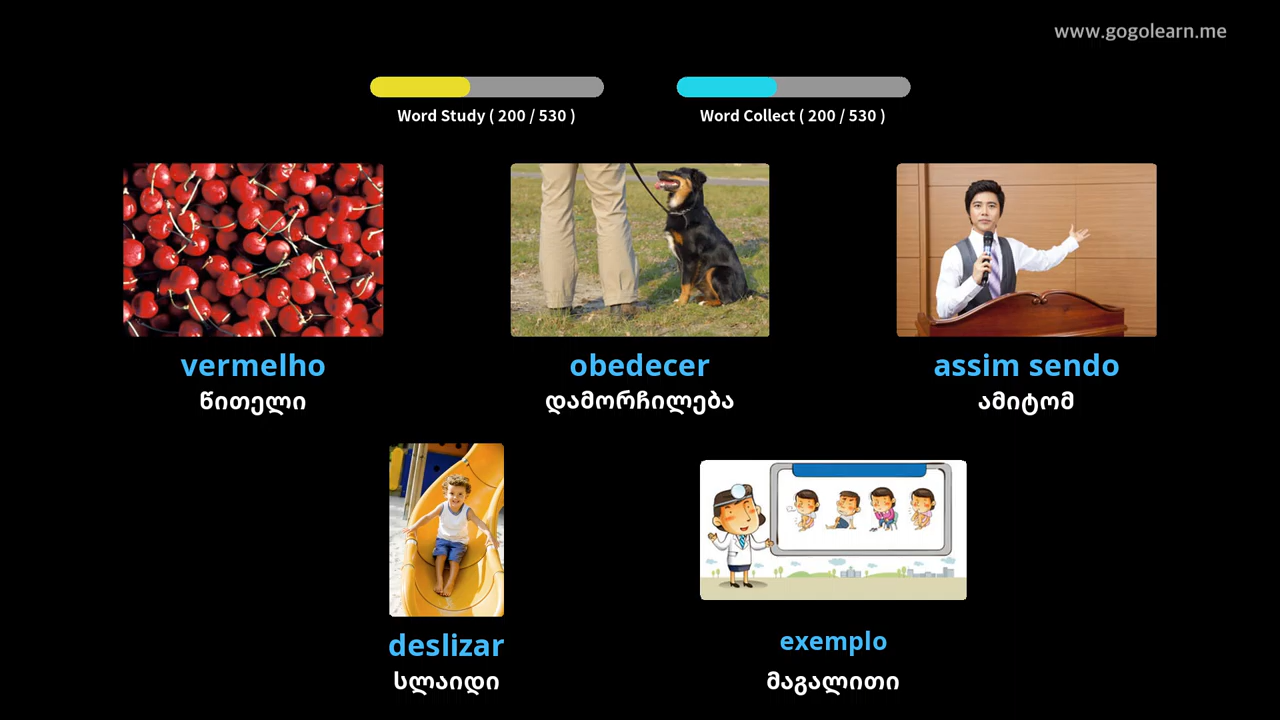 www.gogolearn.me
Word Study ( 200 / 530 )
Word Collect ( 200 / 530 )
vermelho
წითელი
obedecer
დამორჩილება
assim sendo
ამიტომ
deslizar
სლაიდი
exemplo
მაგალითი